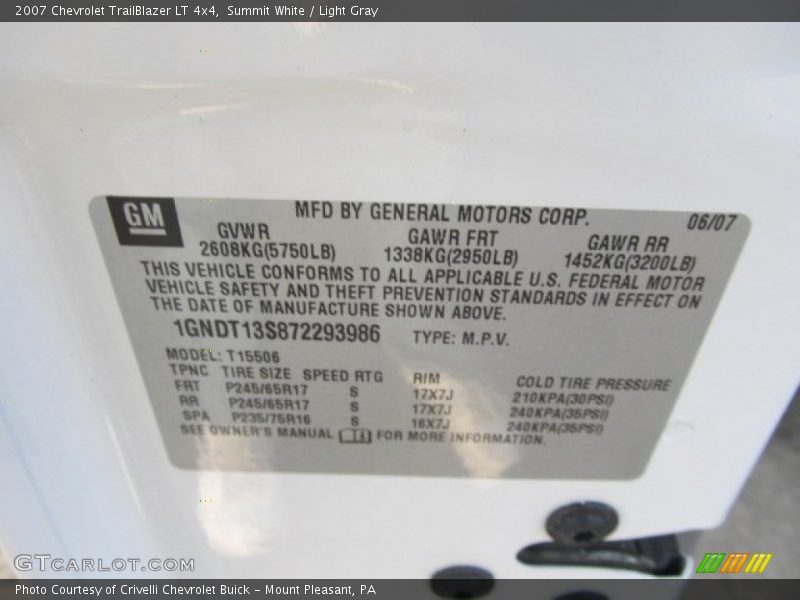 2007 Chevrolet TrailBlazer LT 4x4, Summit White / Light Gray
GM
MFD BY GENERAL MOTORS CORP. 06/07
GVWR GAWR FRT GAWR RR
2608KG(5750LB) 1338KG(2950LB) 1452KG(3200LB)
THIS VEHICLE CONFORMS TO ALL APPLICABLE U.S. FEDERAL MOTOR
VEHICLE SAFETY AND THEFT PREVENTION STANDARDS IN EFFECT ON
THE DATE OF MANUFACTURE SHOWN ABOVE.
1GNDT13S872293986 TYPE: M.P.V.
MODEL: T15506
TPNC TIRE SIZE SPEED RTG RIM COLD TIRE PRESSURE
FRT P245/65R17 S 17X7J 210KPA(30PSI)
RR P245/65R17 S 17X7J 240KPA(35PSI)
SPA P235/75R16 S 16X7J 240KPA(35PSI)
SEE OWNER'S MANUAL FOR MORE INFORMATION.
GTCARLOT.COM
Photo Courtesy of Crivelli Chevrolet Buick - Mount Pleasant, PA